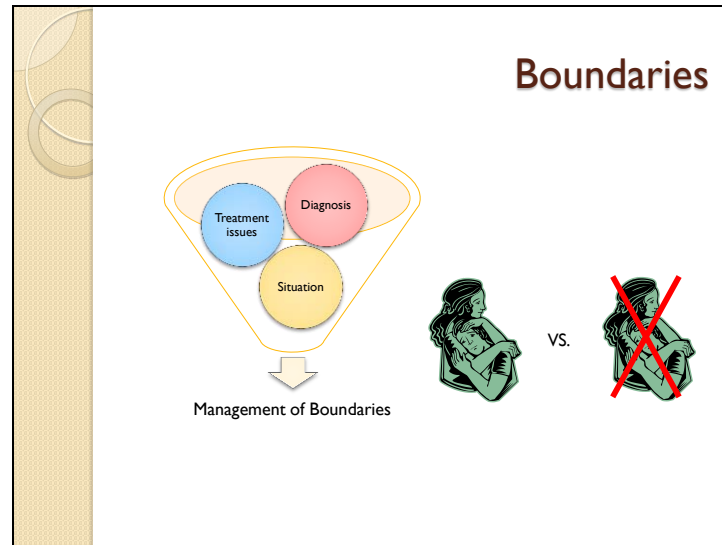 Boundaries
Treatment
issues
Diagnosis
Situation
Management of Boundaries
VS.